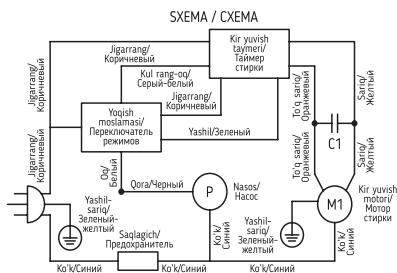 SXEMA / СХЕМА
Jigarrang/
Коричневый
Kir yuvish
taymeri/
Таймер
стирки
Kul rang-oq/
Серый-белый
Jigarrang/
Коричневый
Jigarrang/
Коричневый
To'q sariq/
Оранжевый
Sariq/
Жёлтый
Yoqish
moslamasi/
Переключатель
режимов
Yashil/Зеленый
C1
Jigarrang/
Коричневый
Oq/
Белый
To'q sariq/
Оранжевый
Sariq/
Жёлтый
Qora/Черный
P
Nasos/
Насос
M1
Kir yuvish
motori/
Мотор
стирки
Yashil-
sariq/
Зеленый-
желтый
Ko'k/
Синий
Yashil-
sariq/
Зеленый-
желтый
Ko'k/
Синий
Saqlagich/
Предохранитель
Ko'k/Синий
Ko'k/Синий
Ko'k/Синий